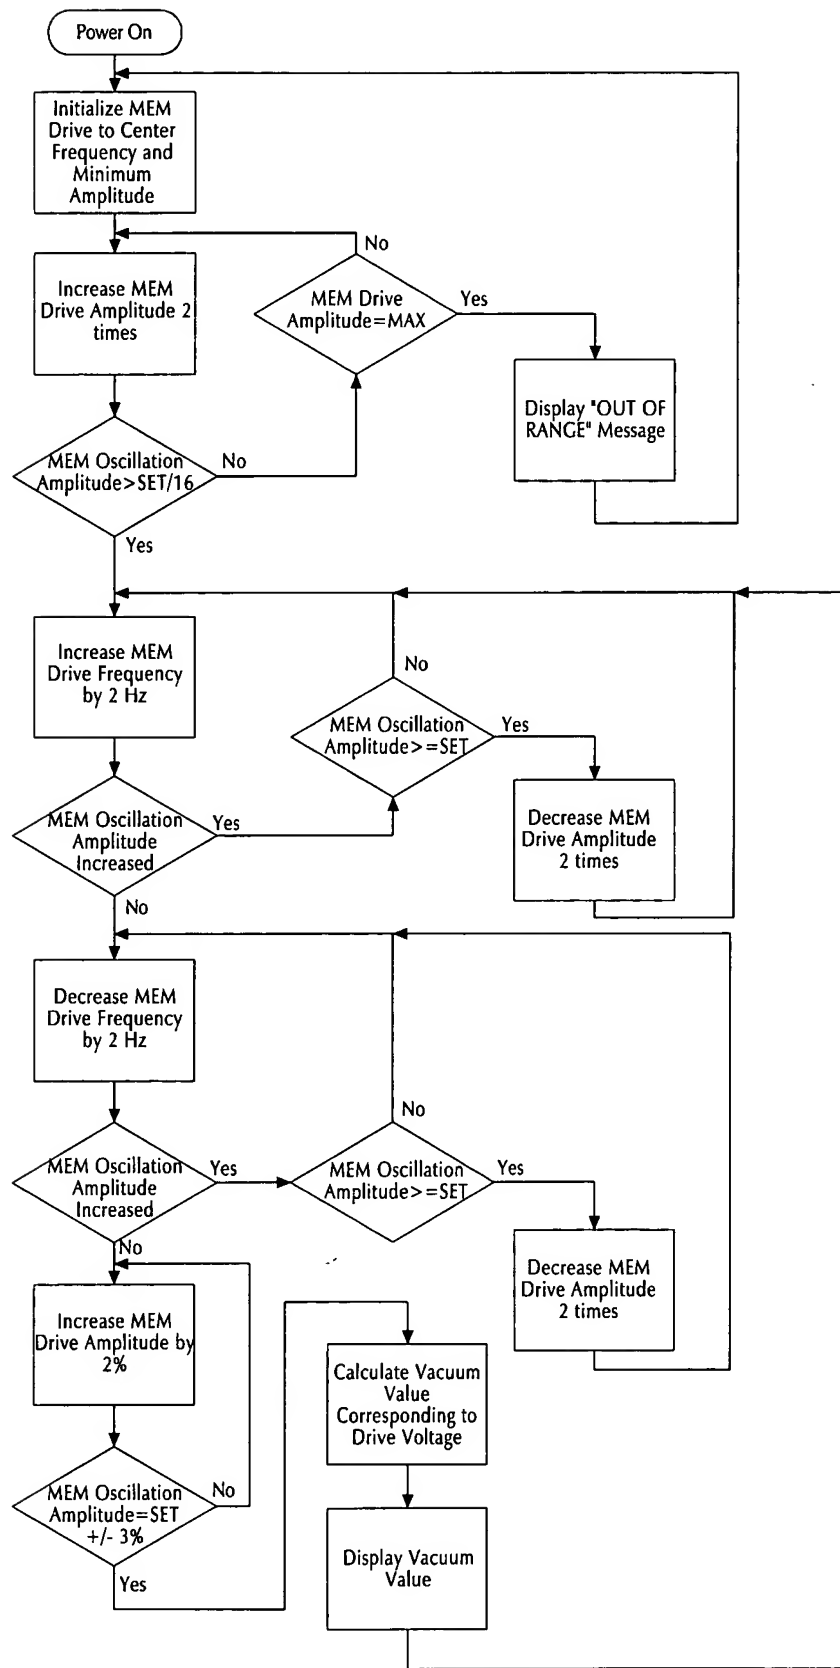 Power On
Initialize MEM
Drive to Center
Frequency and
Minimum
Amplitude
No
Increase MEM
Drive Amplitude 2
times
MEM Drive
Amplitude=MAX
Yes
Display "OUT OF
RANGE" Message
MEM Oscillation
Amplitude>SET/16
No
Yes
Increase MEM
Drive Frequency
by 2 Hz
No
MEM Oscillation
Amplitude>=SET
Yes
MEM Oscillation
Amplitude
Increased
Yes
Decrease MEM
Drive Amplitude
2 times
No
Decrease MEM
Drive Frequency
by 2 Hz
No
MEM Oscillation
Amplitude
Increased
Yes
MEM Oscillation
Amplitude>=SET
Yes
No
Decrease MEM
Drive Amplitude
2 times
Increase MEM
Drive Amplitude by
2%
Calculate Vacuum
Value
Corresponding to
Drive Voltage
MEM Oscillation
Amplitude=SET
+/- 3%
No
Yes
Display Vacuum
Value